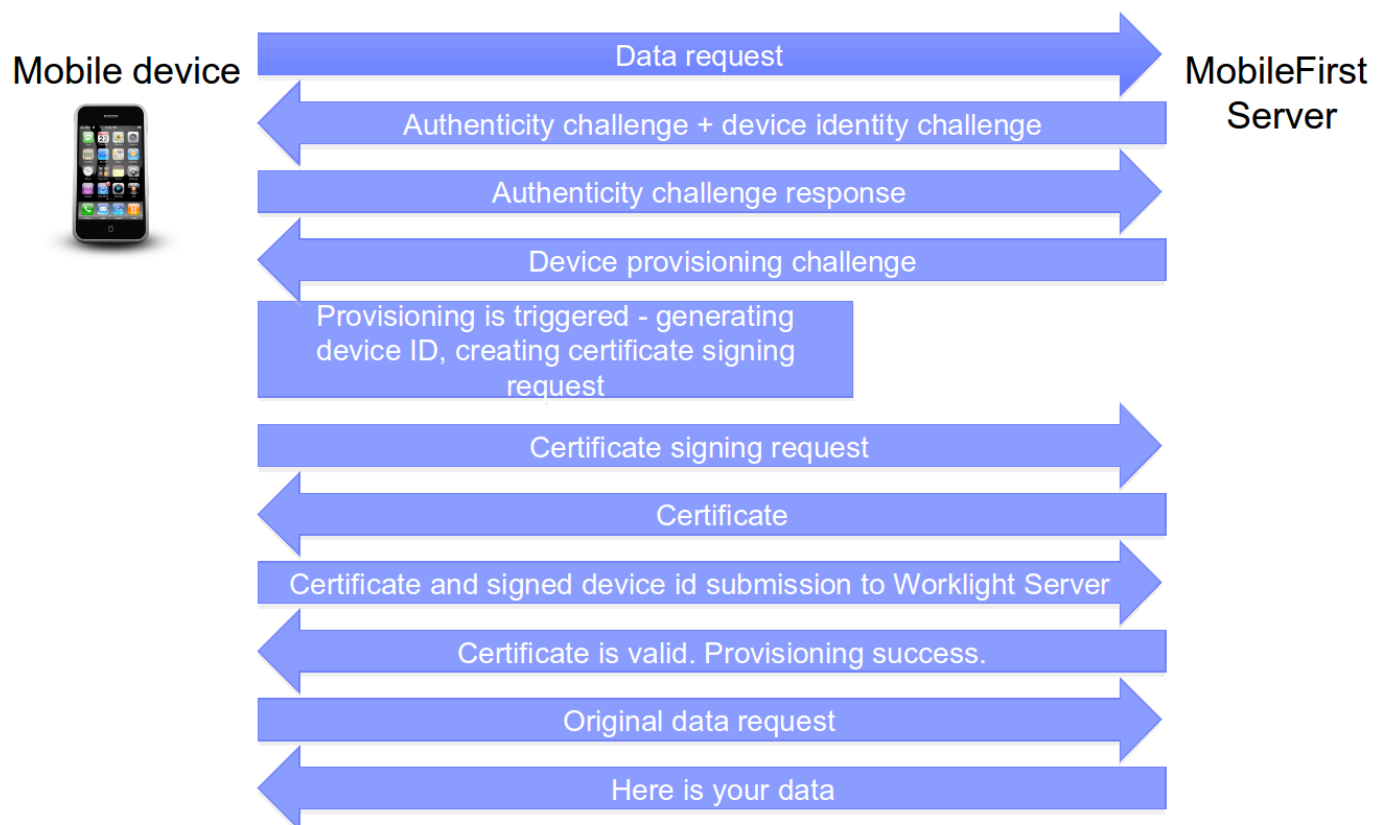 Data request
Mobile device
MobileFirst
Server
Authenticity challenge + device identity challenge
Authenticity challenge response
Device provisioning challenge
Provisioning is triggered - generating
device ID, creating certificate signing
request
Certificate signing request
Certificate
Certificate and signed device id submission to Worklight Server
Certificate is valid. Provisioning success.
Original data request
Here is your data